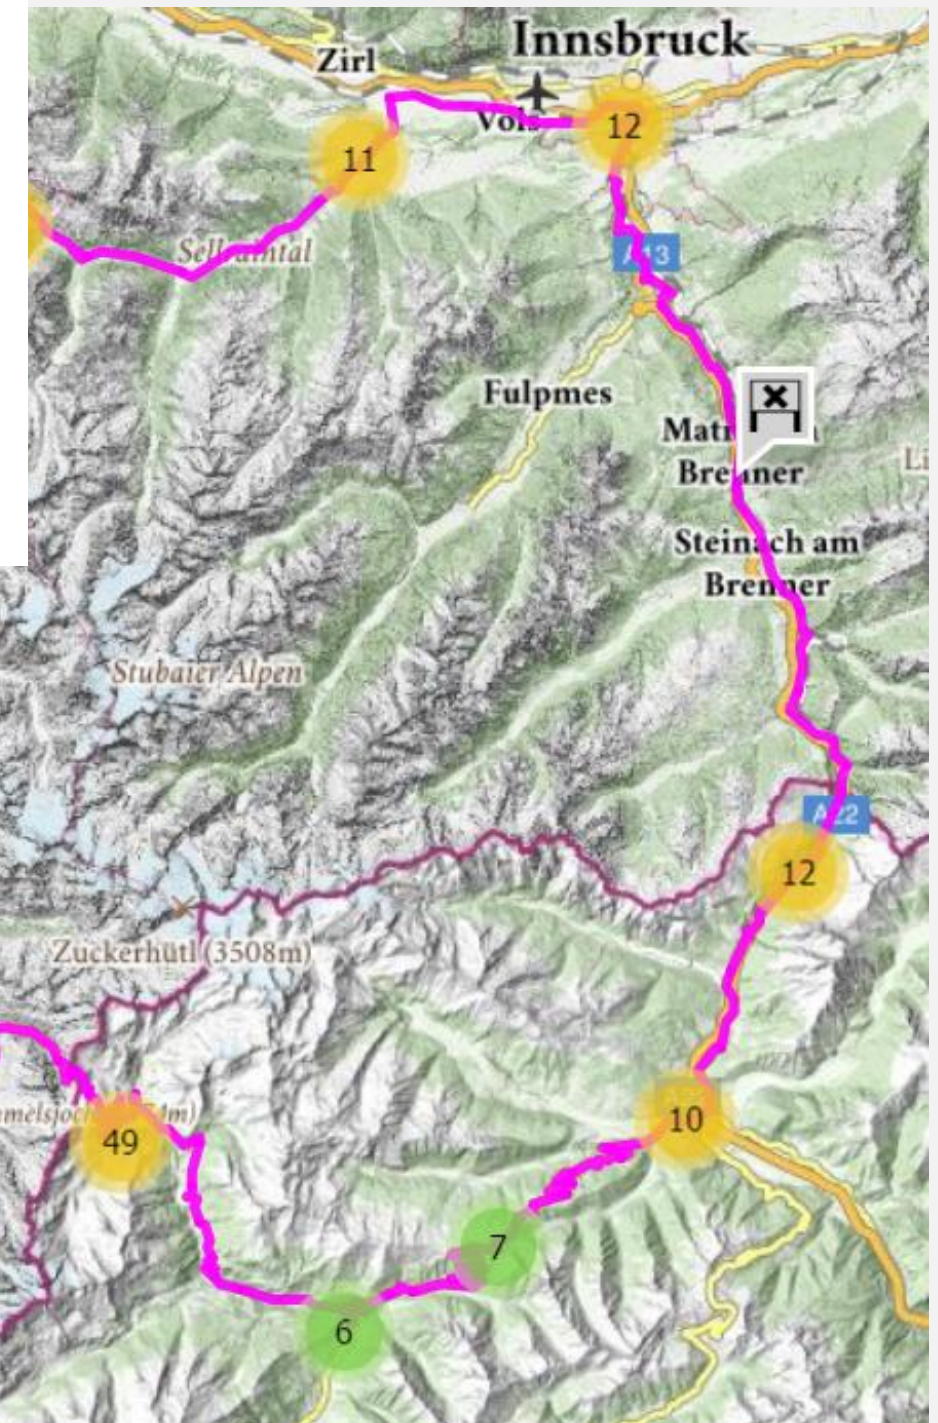 Innsbruck
Zirl
12
Völs
11
Sellraintal
A13
Fulpmes
Brenner
Steinach am
Brenner
Stubaier Alpen
A22
12
Zuckerhütl (3508m)
10
49
7
6